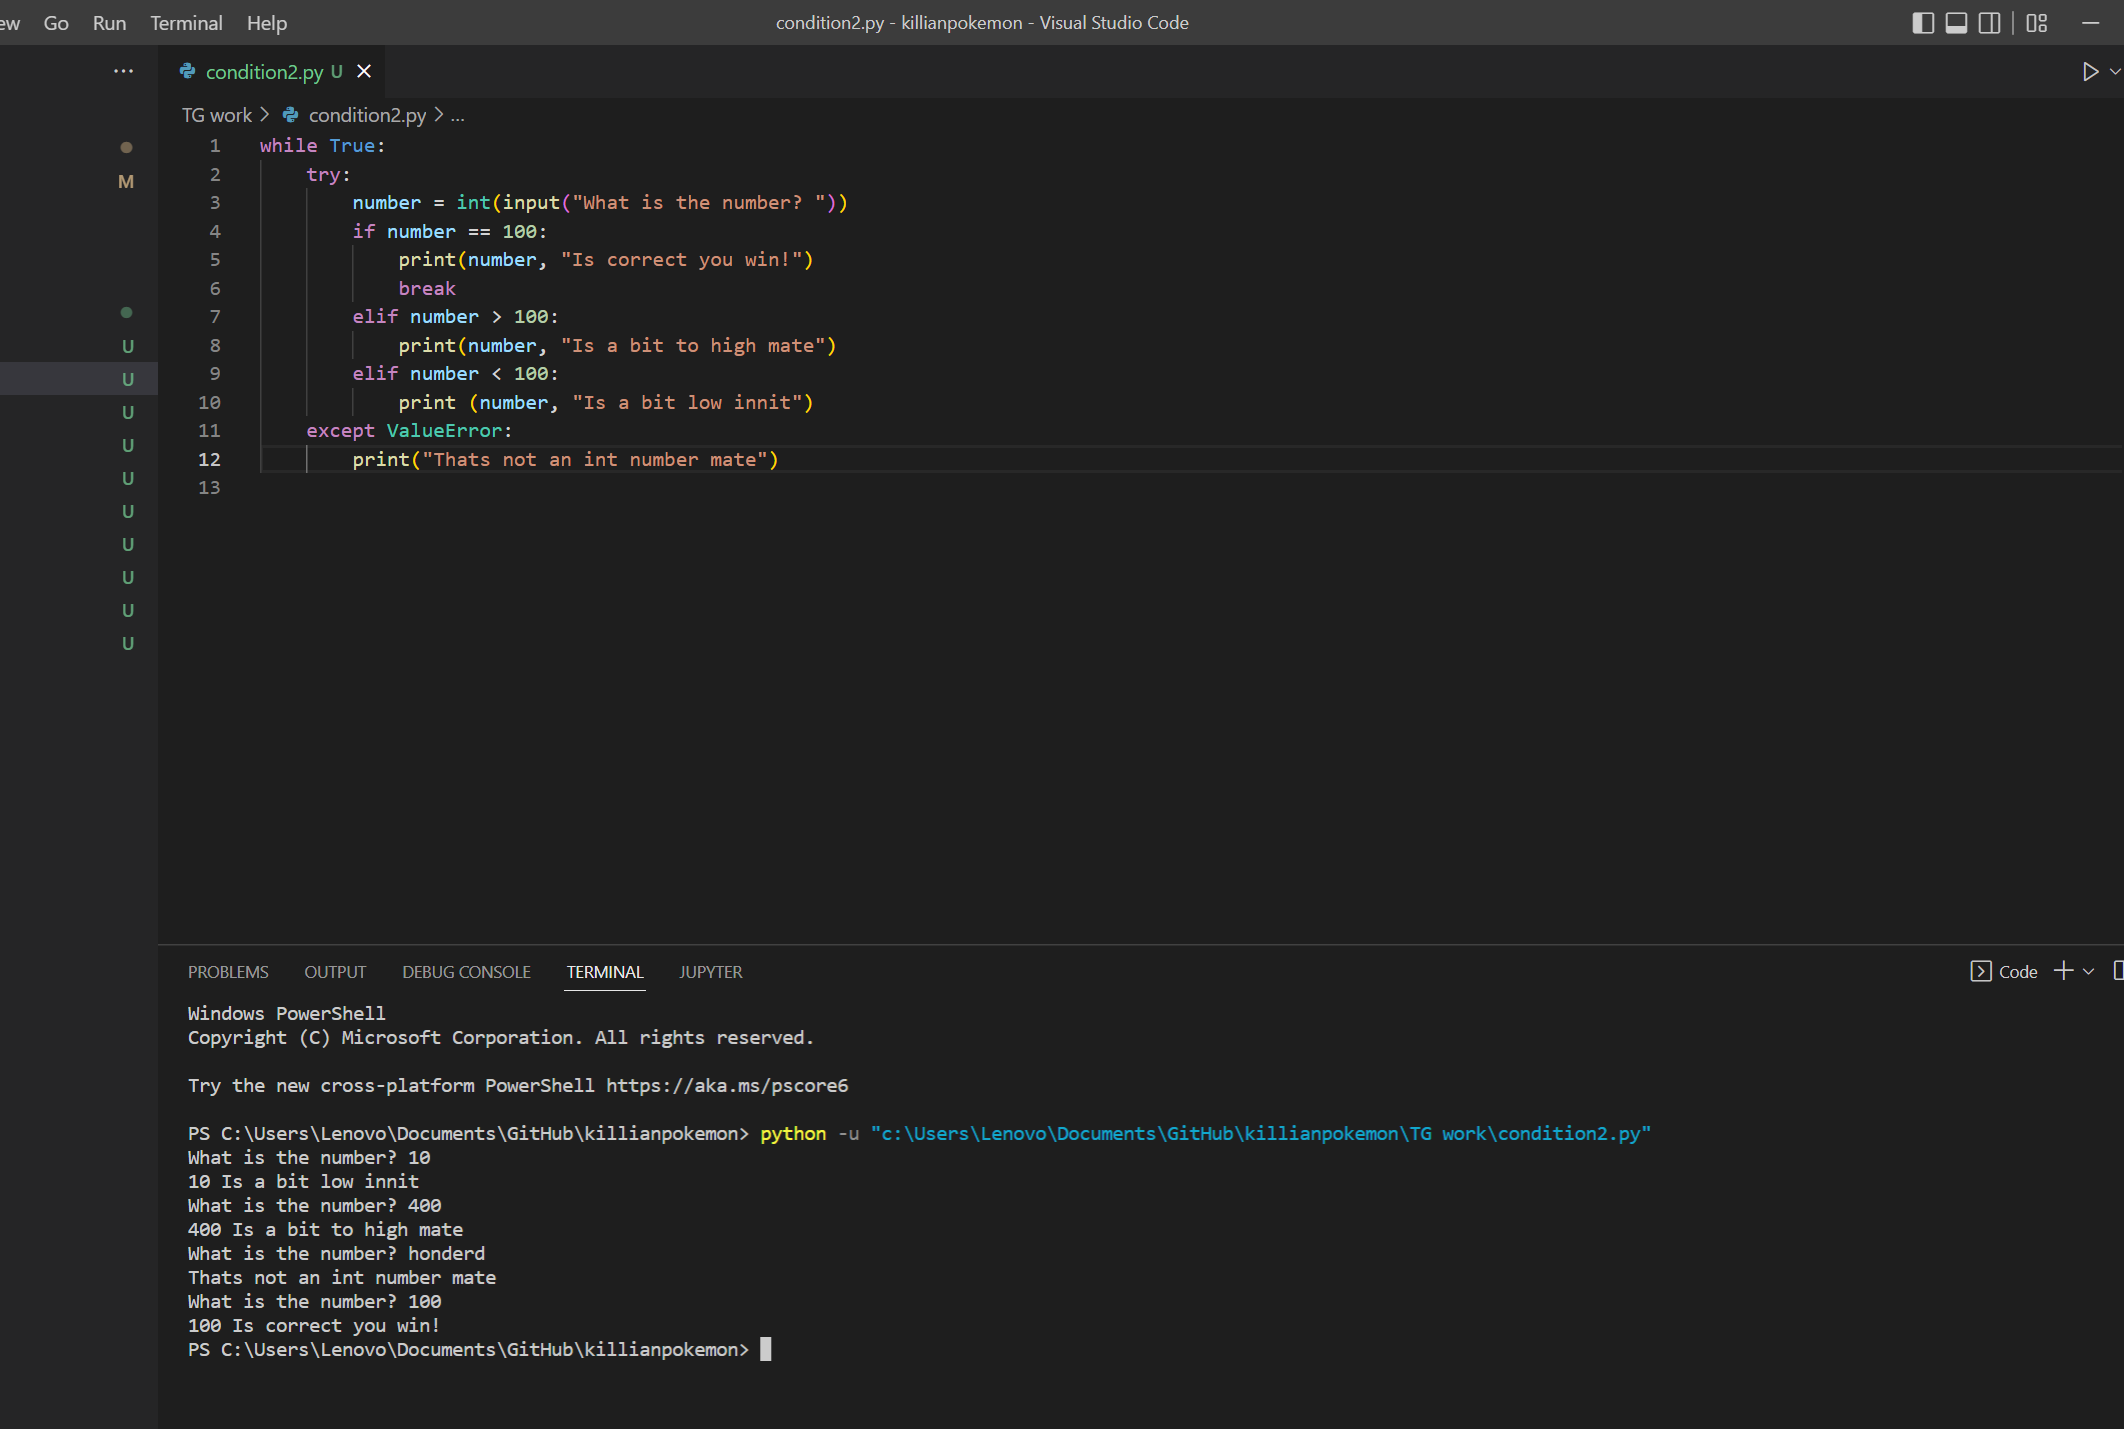 ew Go Run Terminal Help condition2.py - killianpokemon - Visual Studio Code
condition2.py U
TG work > condition2.py > ...
M
U
U
U
U
U
U
U
U
U
U
1 while True:
2 try:
3 number = int(input("What is the number? "))
4 if number == 100:
5 print(number, "Is correct you win!")
6 break
7 elif number > 100:
8 print(number, "Is a bit to high mate")
9 elif number < 100:
10 print (number, "Is a bit low innit")
11 except ValueError:
12 print("Thats not an int number mate")
13
PROBLEMS OUTPUT DEBUG CONSOLE TERMINAL JUPYTER Code
Windows PowerShell
Copyright (C) Microsoft Corporation. All rights reserved.
Try the new cross-platform PowerShell https://aka.ms/pscore6
PS C:\Users\Lenovo\Documents\GitHub\killianpokemon> python -u "c:\Users\Lenovo\Documents\GitHub\killianpokemon\TG work\condition2.py"
What is the number? 10
10 Is a bit low innit
What is the number? 400
400 Is a bit to high mate
What is the number? honderd
Thats not an int number mate
What is the number? 100
100 Is correct you win!
PS C:\Users\Lenovo\Documents\GitHub\killianpokemon>